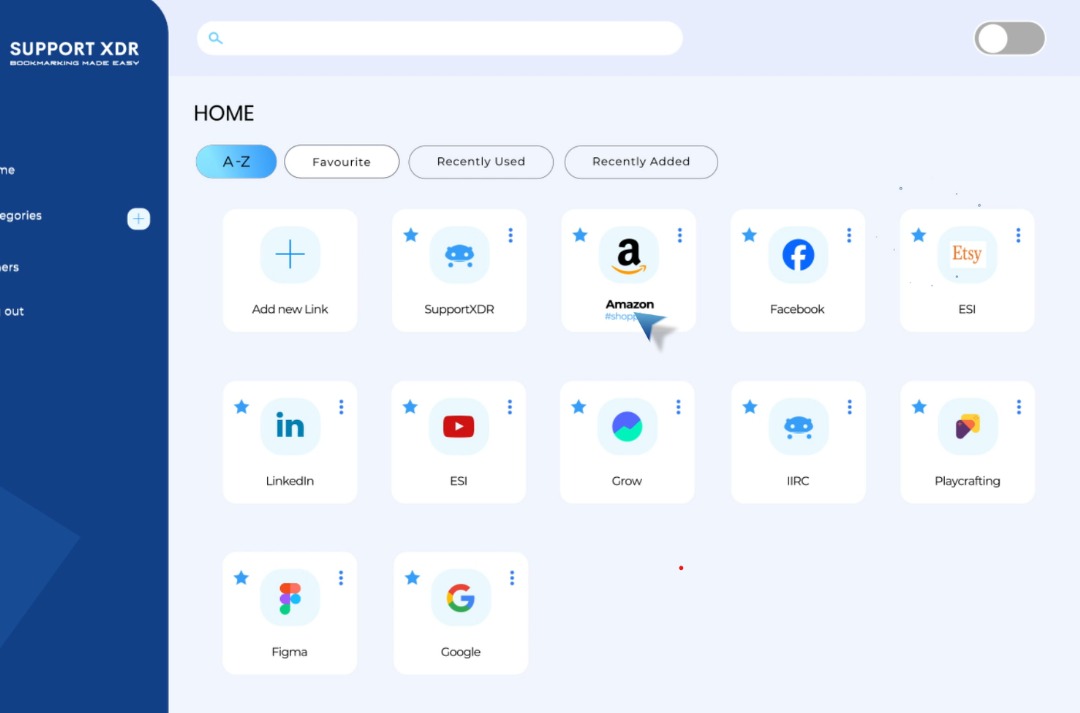 SUPPORT XDR
BOOKMARKING MADE EASY
me
egories
ers
out
HOME
A-Z
Favourite
Recently Used
Recently Added
Add new Link
SupportXDR
a
Amazon
#shop
Facebook
Etsy
ESI
in
LinkedIn
ESI
Grow
IIRC
Playcrafting
Figma
Google